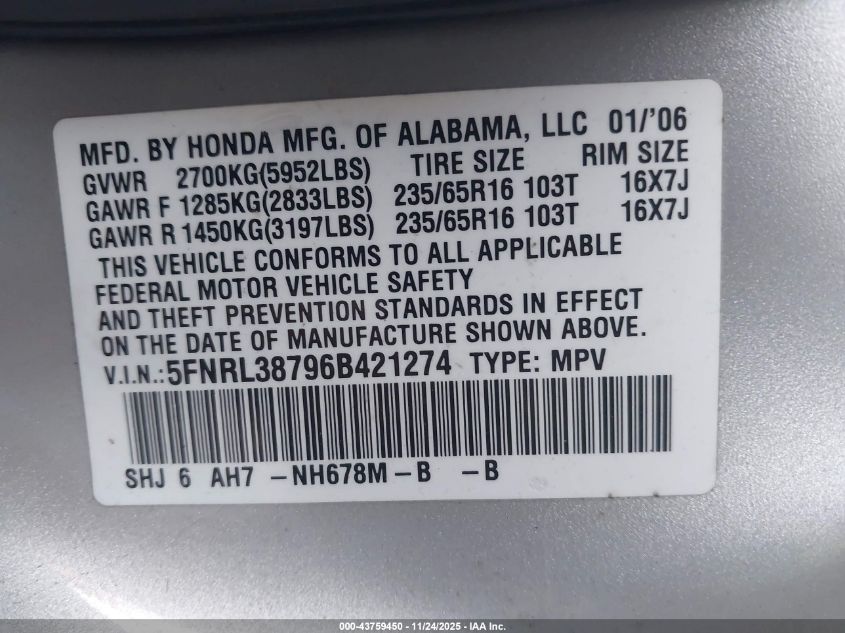 MFD. BY HONDA MFG. OF ALABAMA, LLC 01/'06
GVWR 2700KG(5952LBS) TIRE SIZE RIM SIZE
GAWR F 1285KG(2833LBS) 235/65R16 103T 16X7J
GAWR R 1450KG(3197LBS) 235/65R16 103T 16X7J
THIS VEHICLE CONFORMS TO ALL APPLICABLE
FEDERAL MOTOR VEHICLE SAFETY
AND THEFT PREVENTION STANDARDS IN EFFECT
ON THE DATE OF MANUFACTURE SHOWN ABOVE.
V.I.N.:5FNRL38796B421274 TYPE: MPV
SHJ 6 AH7 -NH678M-B -B
000-43759450 - 11/24/2025 - IAA Inc.